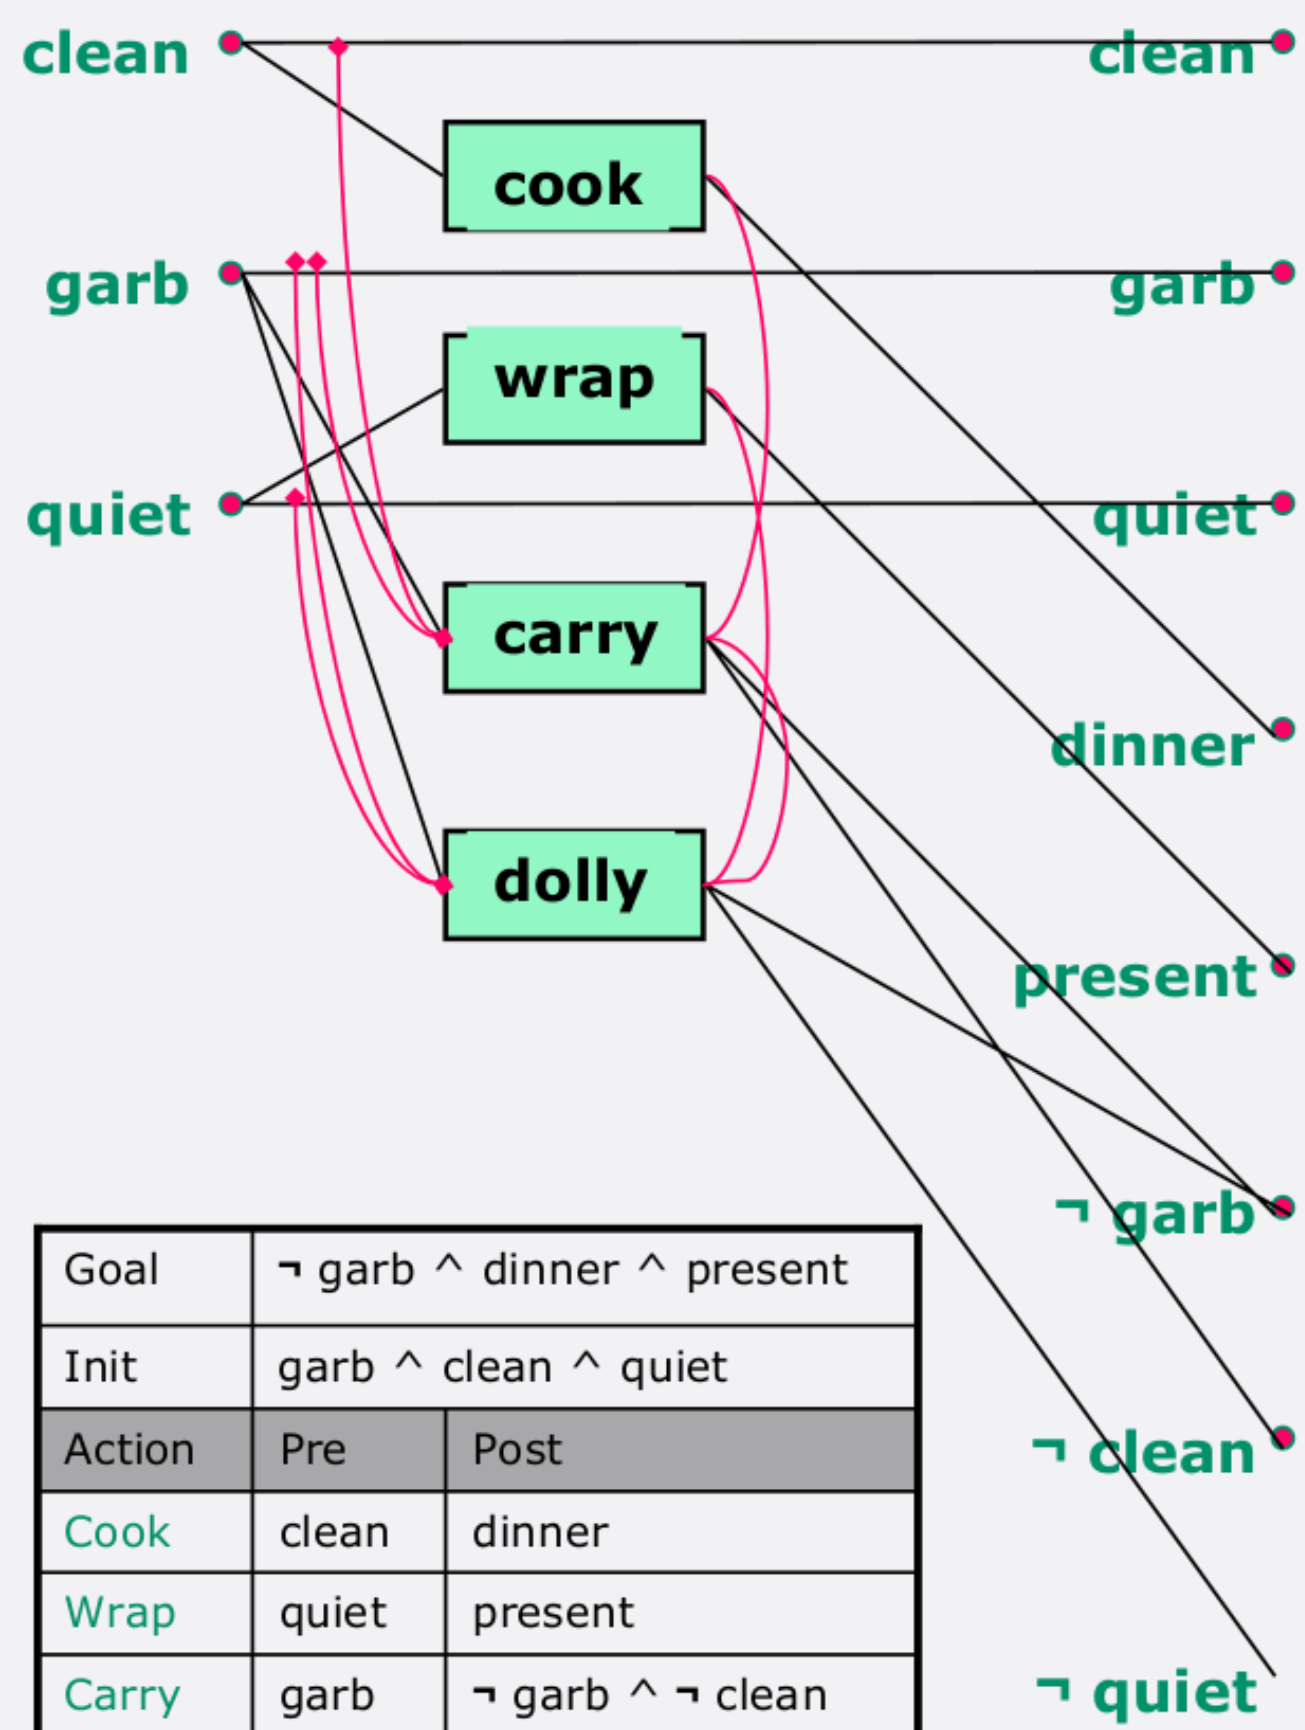 clean clean
cook
garb garb
wrap
quiet quiet
carry
dinner
dolly
present
¬ garb
Goal ¬ garb ^ dinner ^ present
Init garb ^ clean ^ quiet
Action Pre Post
¬ clean
Cook clean dinner
Wrap quiet present
Carry garb ¬ garb ^ ¬ clean
¬ quiet